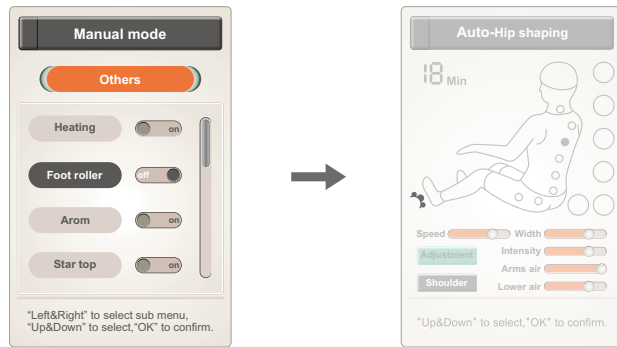 Manual mode
Others
Heating
on
Foot roller
off
Arom
on
Star top
on
"Left&Right" to select sub menu,
"Up&Down" to select,"OK" to confirm.
Auto-Hip shaping
18 Min
Speed
Width
Adjustment
Intensity
Arms air
Shoulder
Lower air
"Up&Down" to select,"OK" to confirm.